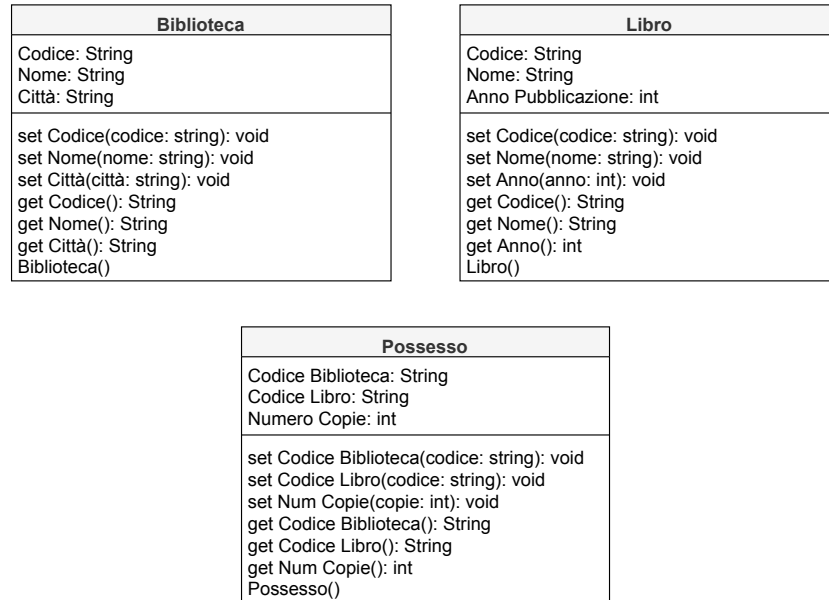 Biblioteca
Codice: String
Nome: String
Città: String
set Codice(codice: string): void
set Nome(nome: string): void
set Città(città: string): void
get Codice(): String
get Nome(): String
get Città(): String
Biblioteca()
Libro
Codice: String
Nome: String
Anno Pubblicazione: int
set Codice(codice: string): void
set Nome(nome: string): void
set Anno(anno: int): void
get Codice(): String
get Nome(): String
get Anno(): int
Libro()
Possesso
Codice Biblioteca: String
Codice Libro: String
Numero Copie: int
set Codice Biblioteca(codice: string): void
set Codice Libro(codice: string): void
set Num Copie(copie: int): void
get Codice Biblioteca(): String
get Codice Libro(): String
get Num Copie(): int
Possesso()